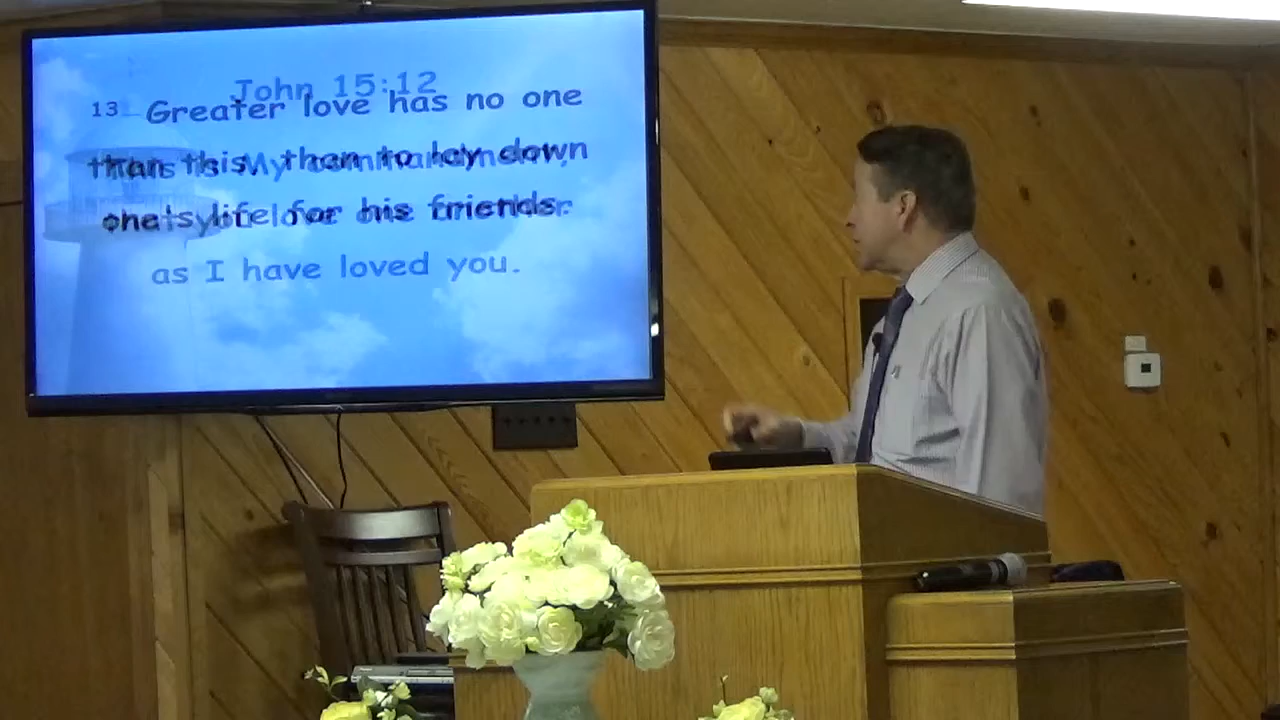 John 15:12
13 Greater love has no one
than this, than to lay down
one's life for his friends.
as I have loved you.